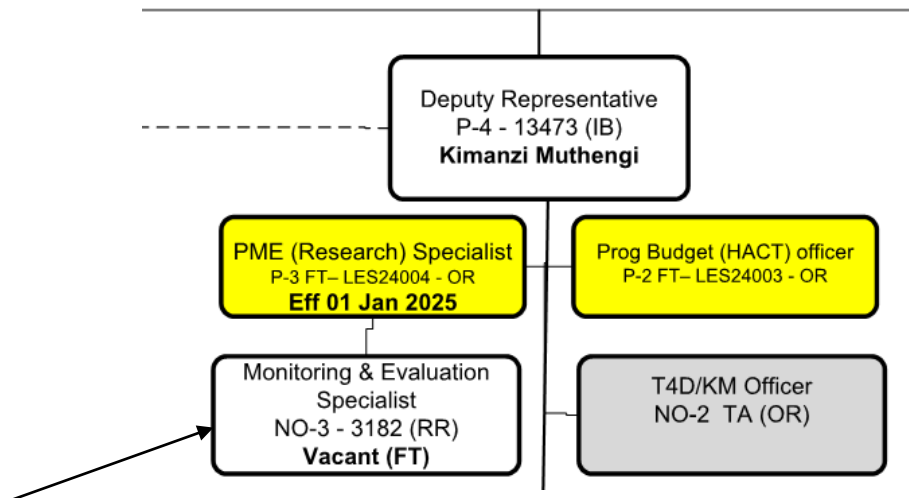 Deputy Representative
P-4 - 13473 (IB)
Kimanzi Muthengi
PME (Research) Specialist
P-3 FT– LES24004 - OR
Eff 01 Jan 2025
Prog Budget (HACT) officer
P-2 FT– LES24003 - OR
Monitoring & Evaluation
Specialist
NO-3 - 3182 (RR)
Vacant (FT)
T4D/KM Officer
NO-2 TA (OR)